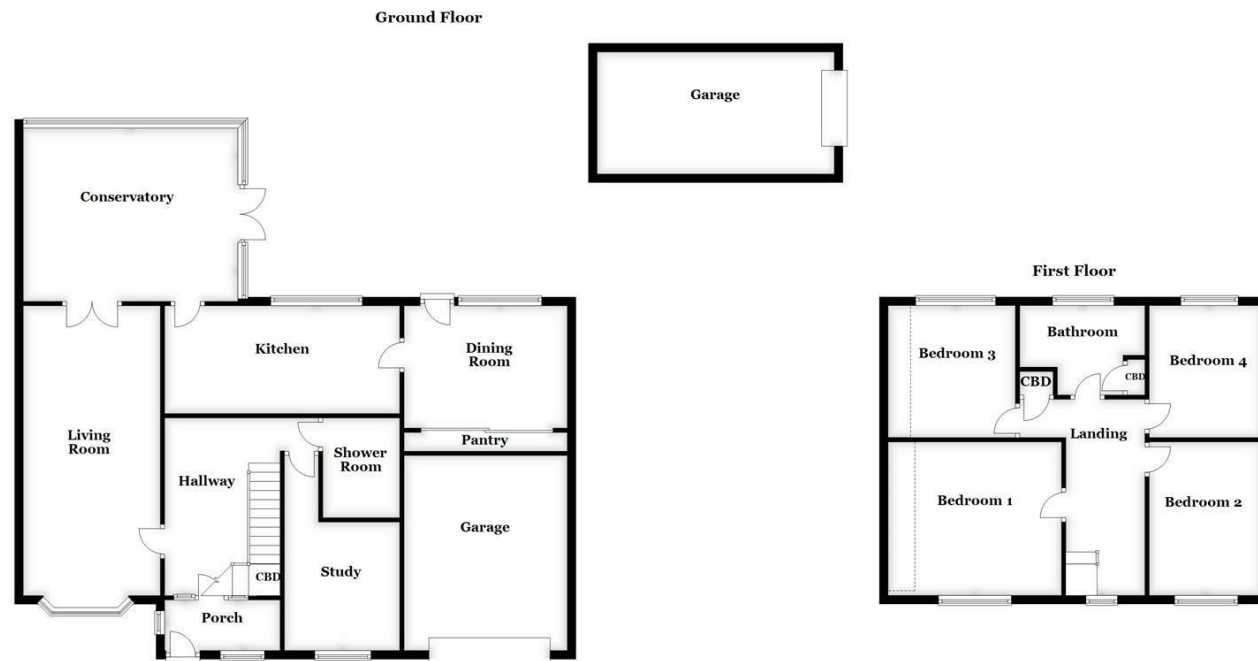 Ground Floor
Garage
Conservatory
Kitchen
Dining
Room
Living
Room
Hallway
Shower
Room
Pantry
Garage
Study
CBD
Porch
First Floor
Bedroom 3
Bathroom
Bedroom 4
CBD
CBD
Landing
Bedroom 1
Bedroom 2